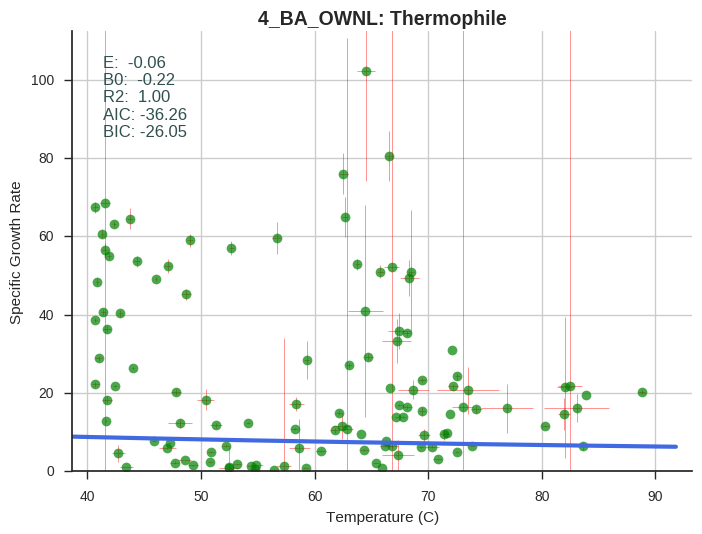 4_BA_OWNL: Thermophile
E: -0.06
B0: -0.22
R2: 1.00
AIC: -36.26
BIC: -26.05
Specific Growth Rate
100
80
60
40
20
0
40 50 60 70 80 90
Temperature (C)